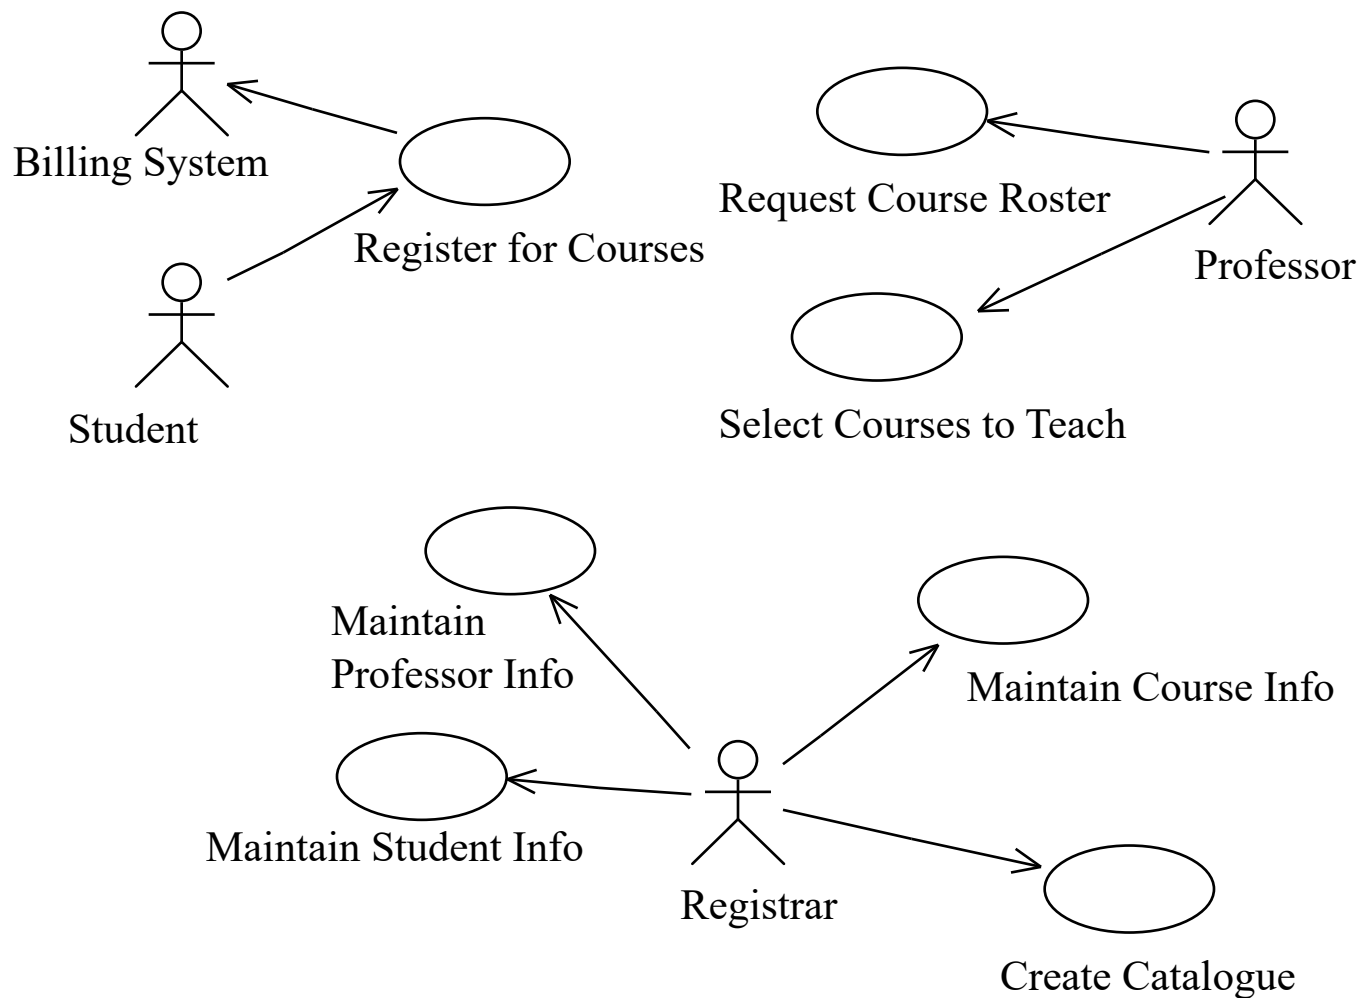 Billing System
Register for Courses
Student
Request Course Roster
Professor
Select Courses to Teach
Maintain
Professor Info
Maintain Course Info
Maintain Student Info
Registrar
Create Catalogue